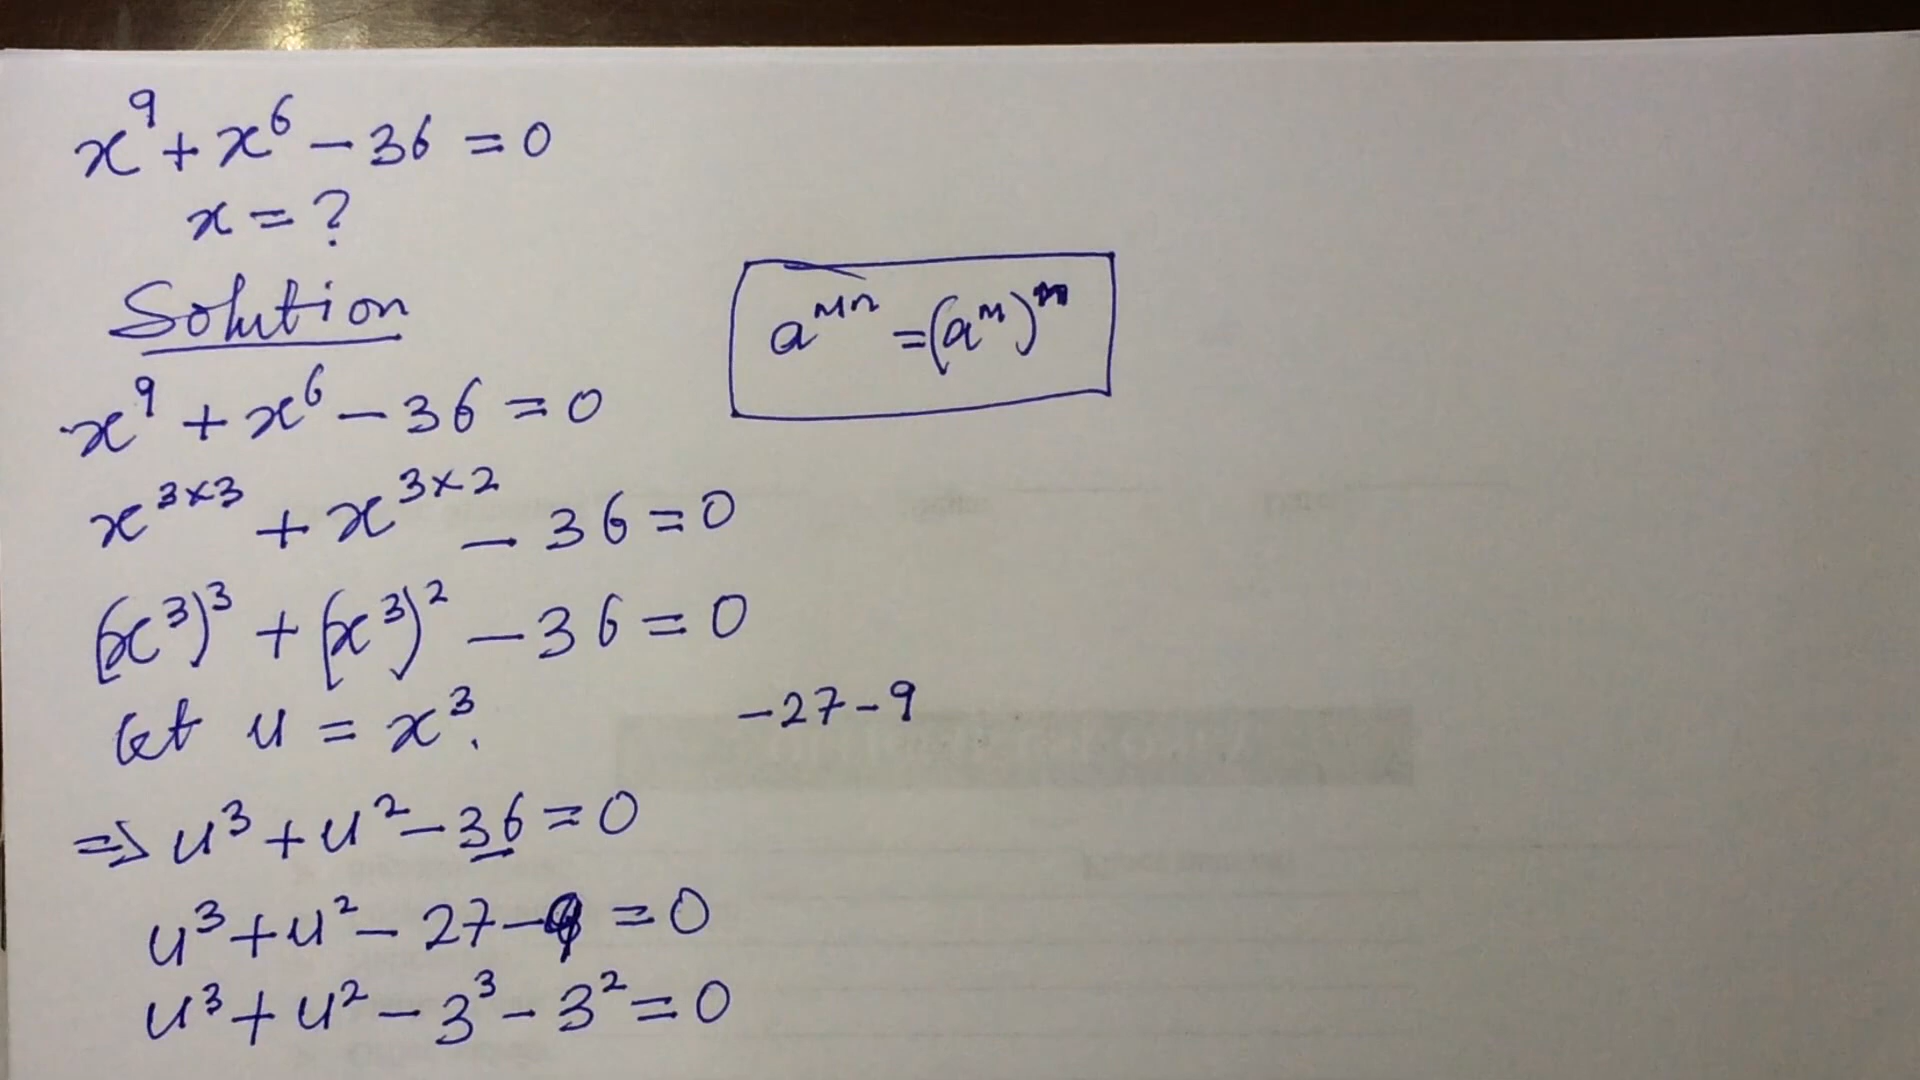 x⁹ + x⁶ - 36 = 0
x = ?
Solution
x⁹ + x⁶ - 36 = 0
aᵐⁿ = (aᵐ)ⁿ
x³ˣ³ + x³ˣ² - 36 = 0
(x³)³ + (x³)² - 36 = 0
let u = x³.
-27-9
=> u³ + u² - 36 = 0
u³ + u² - 27 - 9 = 0
u³ + u² - 3³ - 3² = 0